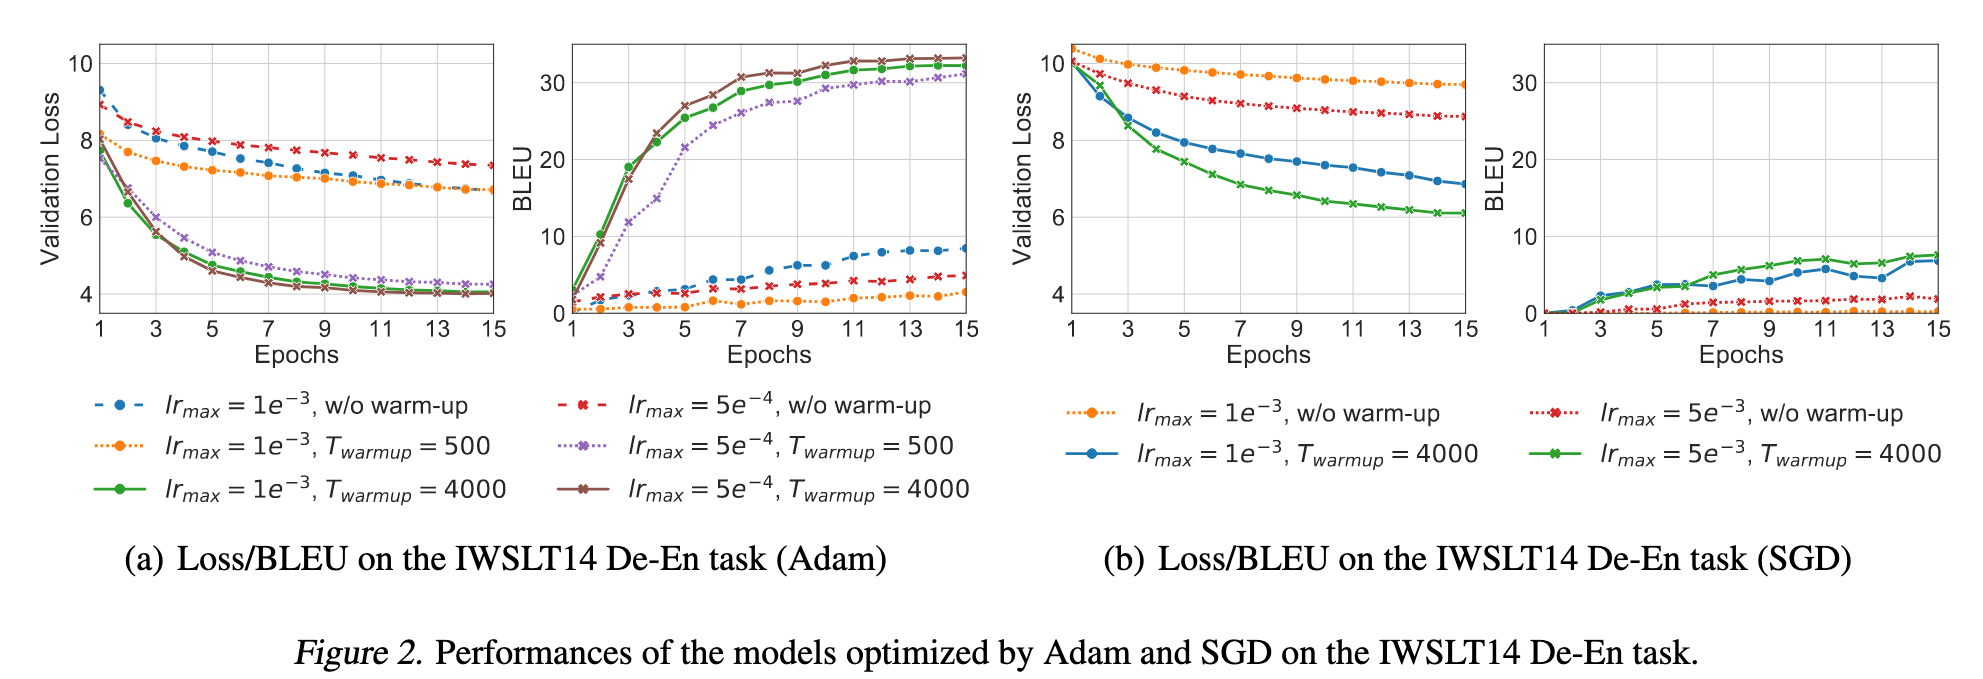 10
8
6
4
Validation Loss
1 3 5 7 9 11 13 15
Epochs
30
20
10
0
BLEU
1 3 5 7 9 11 13 15
Epochs
lr_max = 1e^−3, w/o warm-up
lr_max = 5e^−4, w/o warm-up
lr_max = 1e^−3, T_warmup = 500
lr_max = 5e^−4, T_warmup = 500
lr_max = 1e^−3, T_warmup = 4000
lr_max = 5e^−4, T_warmup = 4000
(a) Loss/BLEU on the IWSLT14 De-En task (Adam)
10
8
6
4
Validation Loss
1 3 5 7 9 11 13 15
Epochs
30
20
10
0
BLEU
1 3 5 7 9 11 13 15
Epochs
lr_max = 1e^−3, w/o warm-up
lr_max = 5e^−3, w/o warm-up
lr_max = 1e^−3, T_warmup = 4000
lr_max = 5e^−3, T_warmup = 4000
(b) Loss/BLEU on the IWSLT14 De-En task (SGD)
Figure 2. Performances of the models optimized by Adam and SGD on the IWSLT14 De-En task.